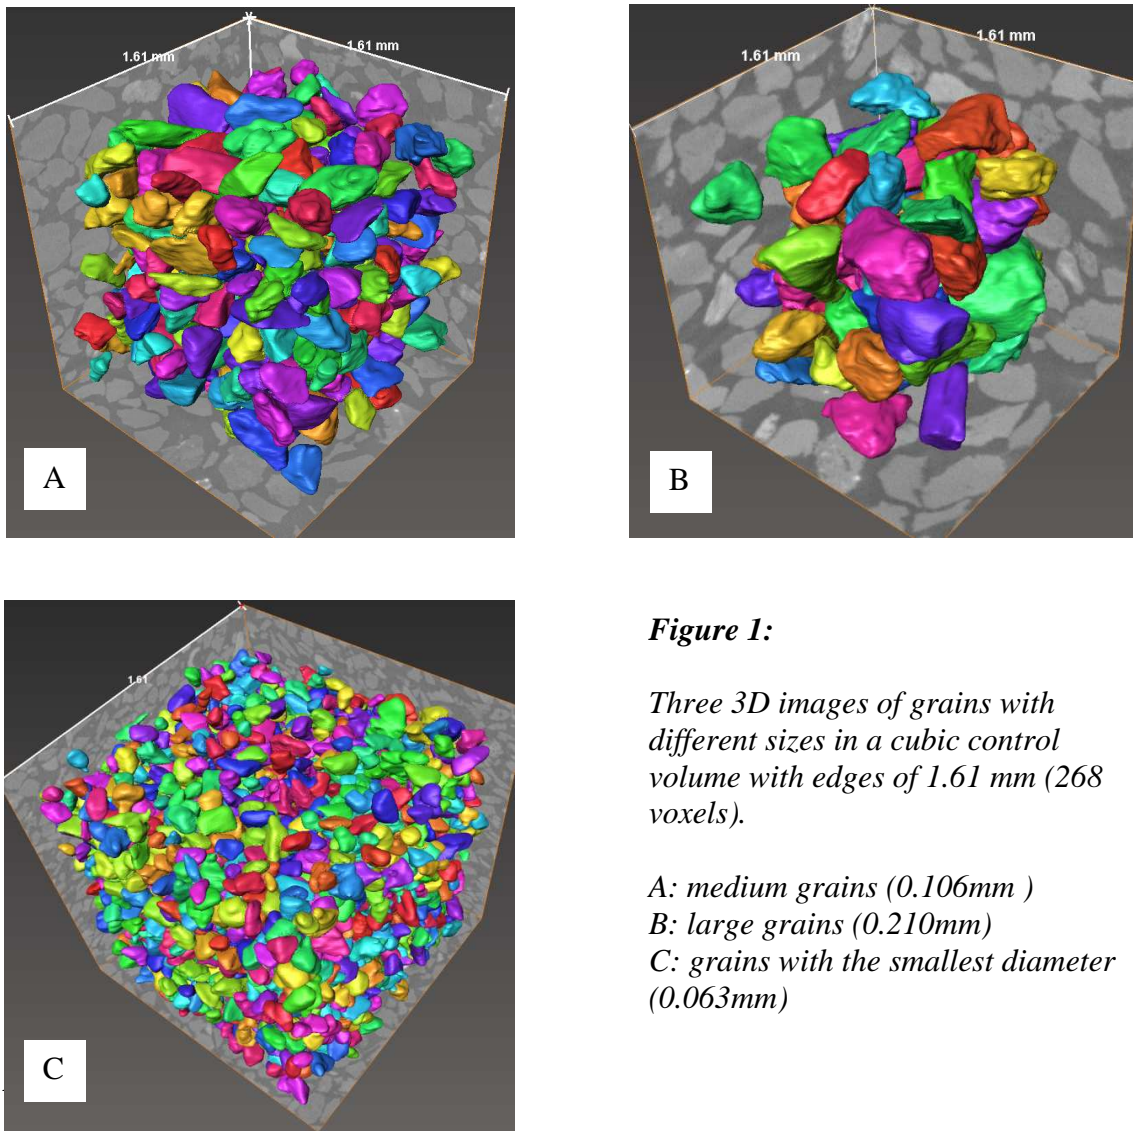 1.61 mm
1.61 mm
A
1.61 mm
1.61 mm
B
1.61
C
Figure 1:
Three 3D images of grains with
different sizes in a cubic control
volume with edges of 1.61 mm (268
voxels).
A: medium grains (0.106mm )
B: large grains (0.210mm)
C: grains with the smallest diameter
(0.063mm)